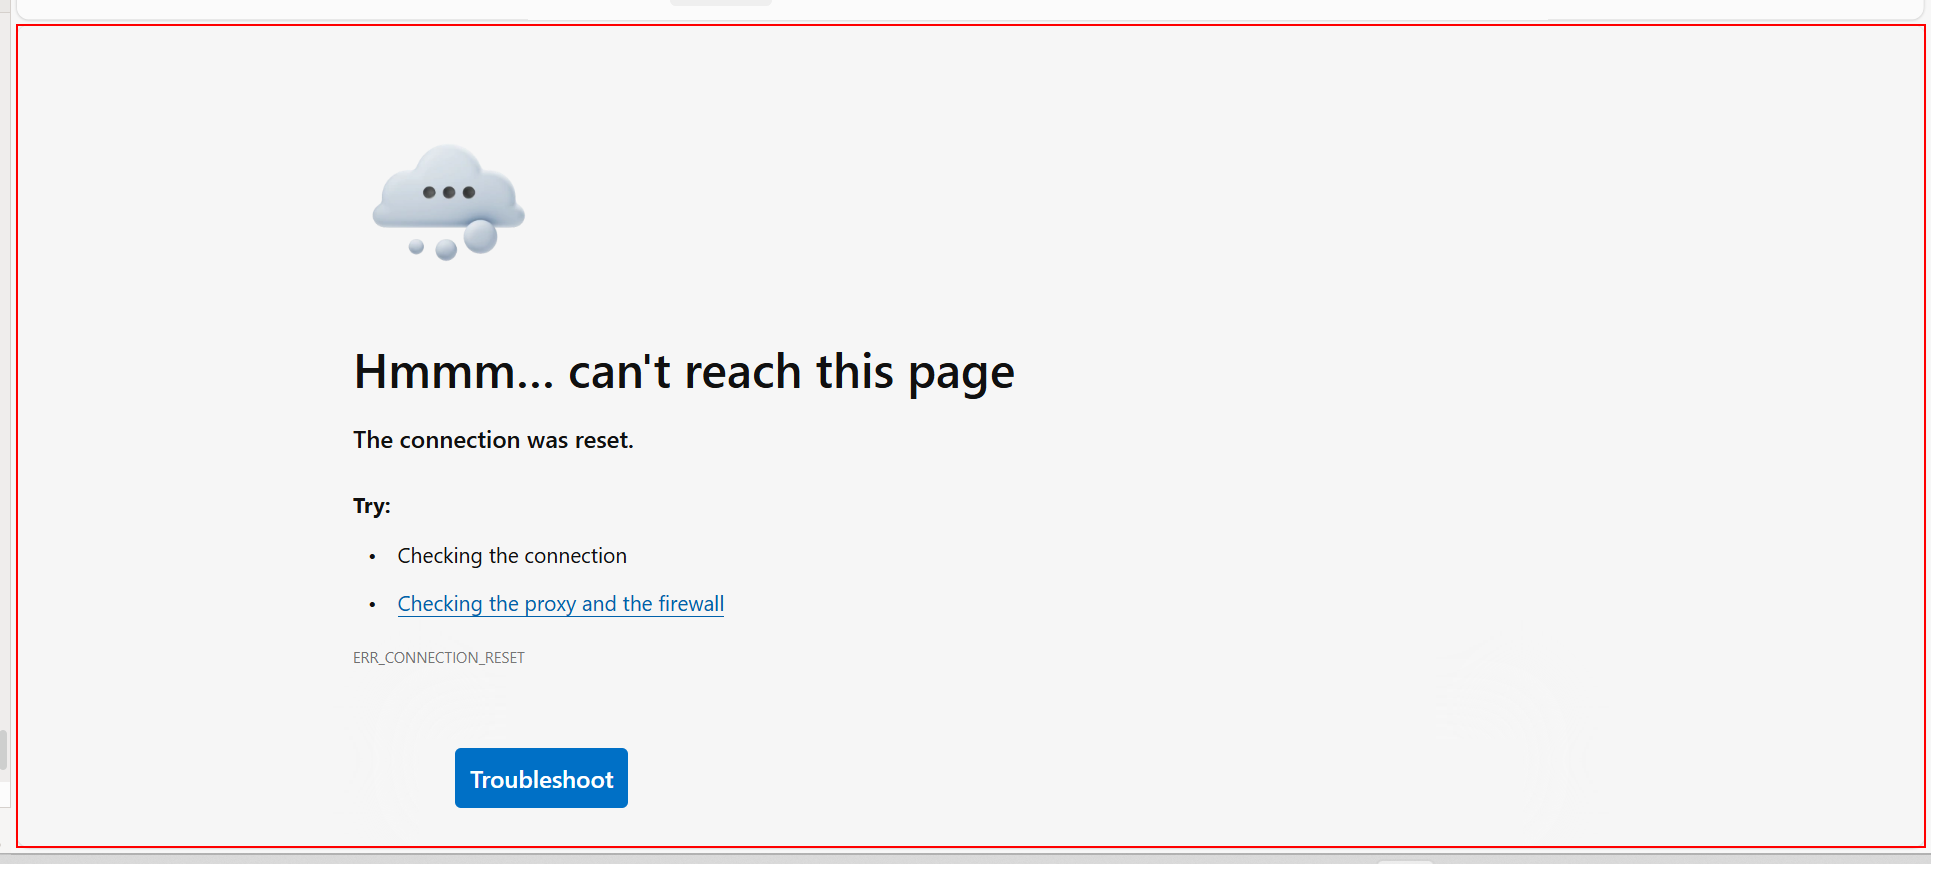 Hmmm... can't reach this page
The connection was reset.
Try:
• Checking the connection
• Checking the proxy and the firewall
ERR_CONNECTION_RESET
Troubleshoot